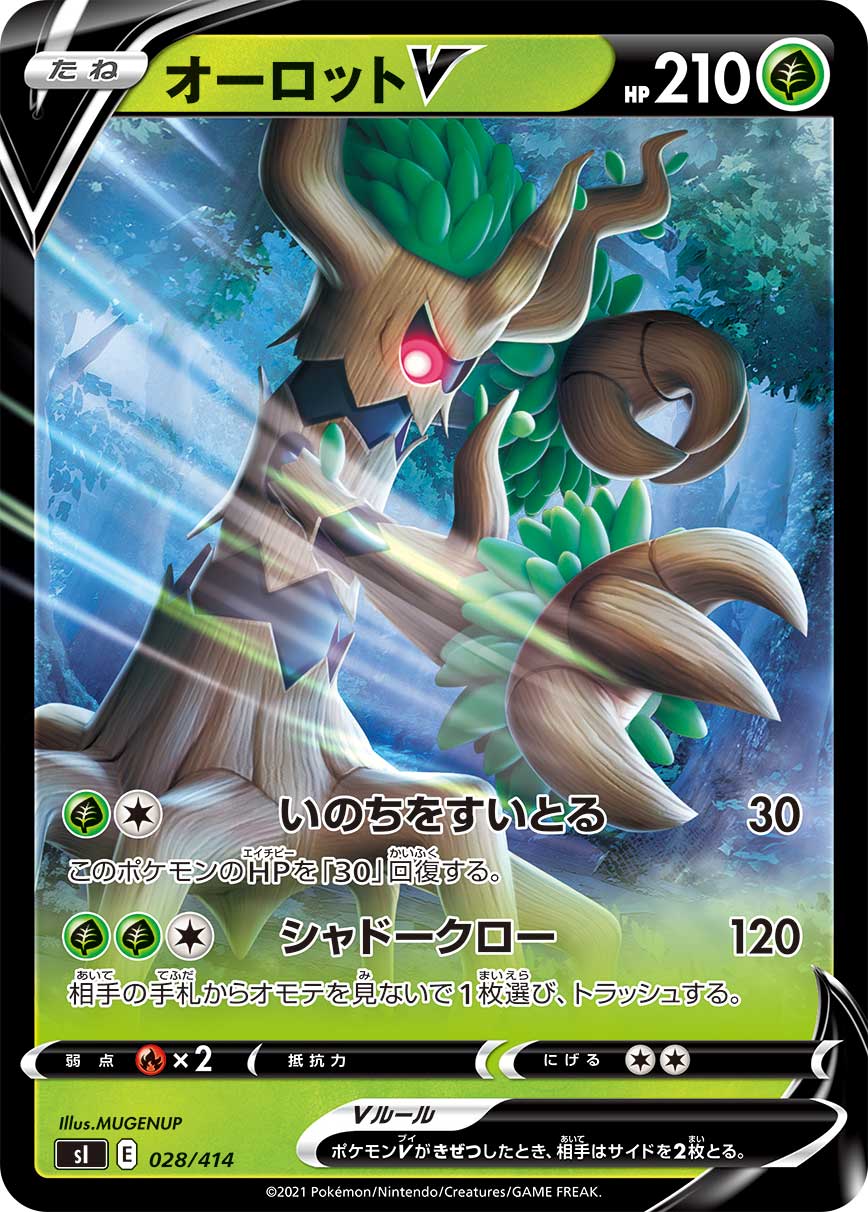 たね オーロットV HP210
いのちをすいとる 30
このポケモンのHPを「30」回復する。
シャドークロー 120
相手の手札からオモテを見ないで1枚選び、トラッシュする。
弱点 ×2 抵抗力 にげる
Illus.MUGENUP
Vルール
ポケモンVがきぜつしたとき、相手はサイドを2枚とる。
sI E 028/414
©2021 Pokémon/Nintendo/Creatures/GAME FREAK.